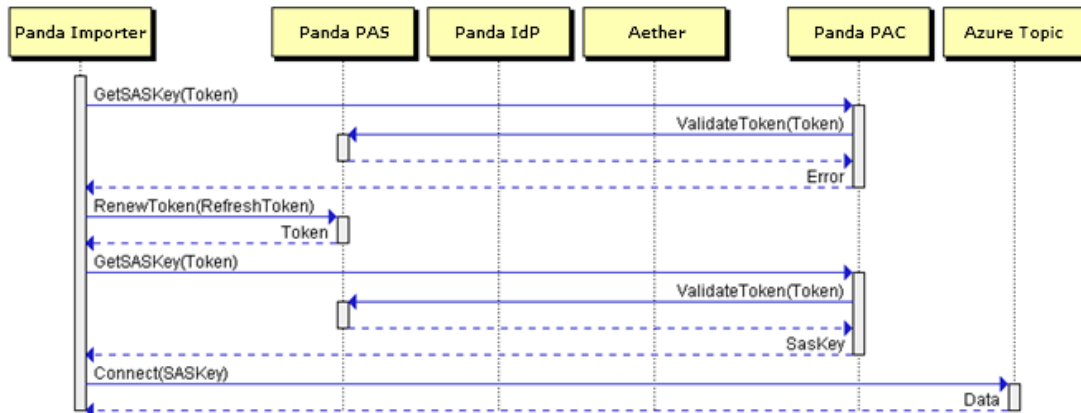 Panda Importer
Panda PAS
Panda IdP
Aether
Panda PAC
Azure Topic
GetSASKey(Token)
ValidateToken(Token)
Error
RenewToken(RefreshToken)
Token
GetSASKey(Token)
ValidateToken(Token)
SasKey
Connect(SASKey)
Data